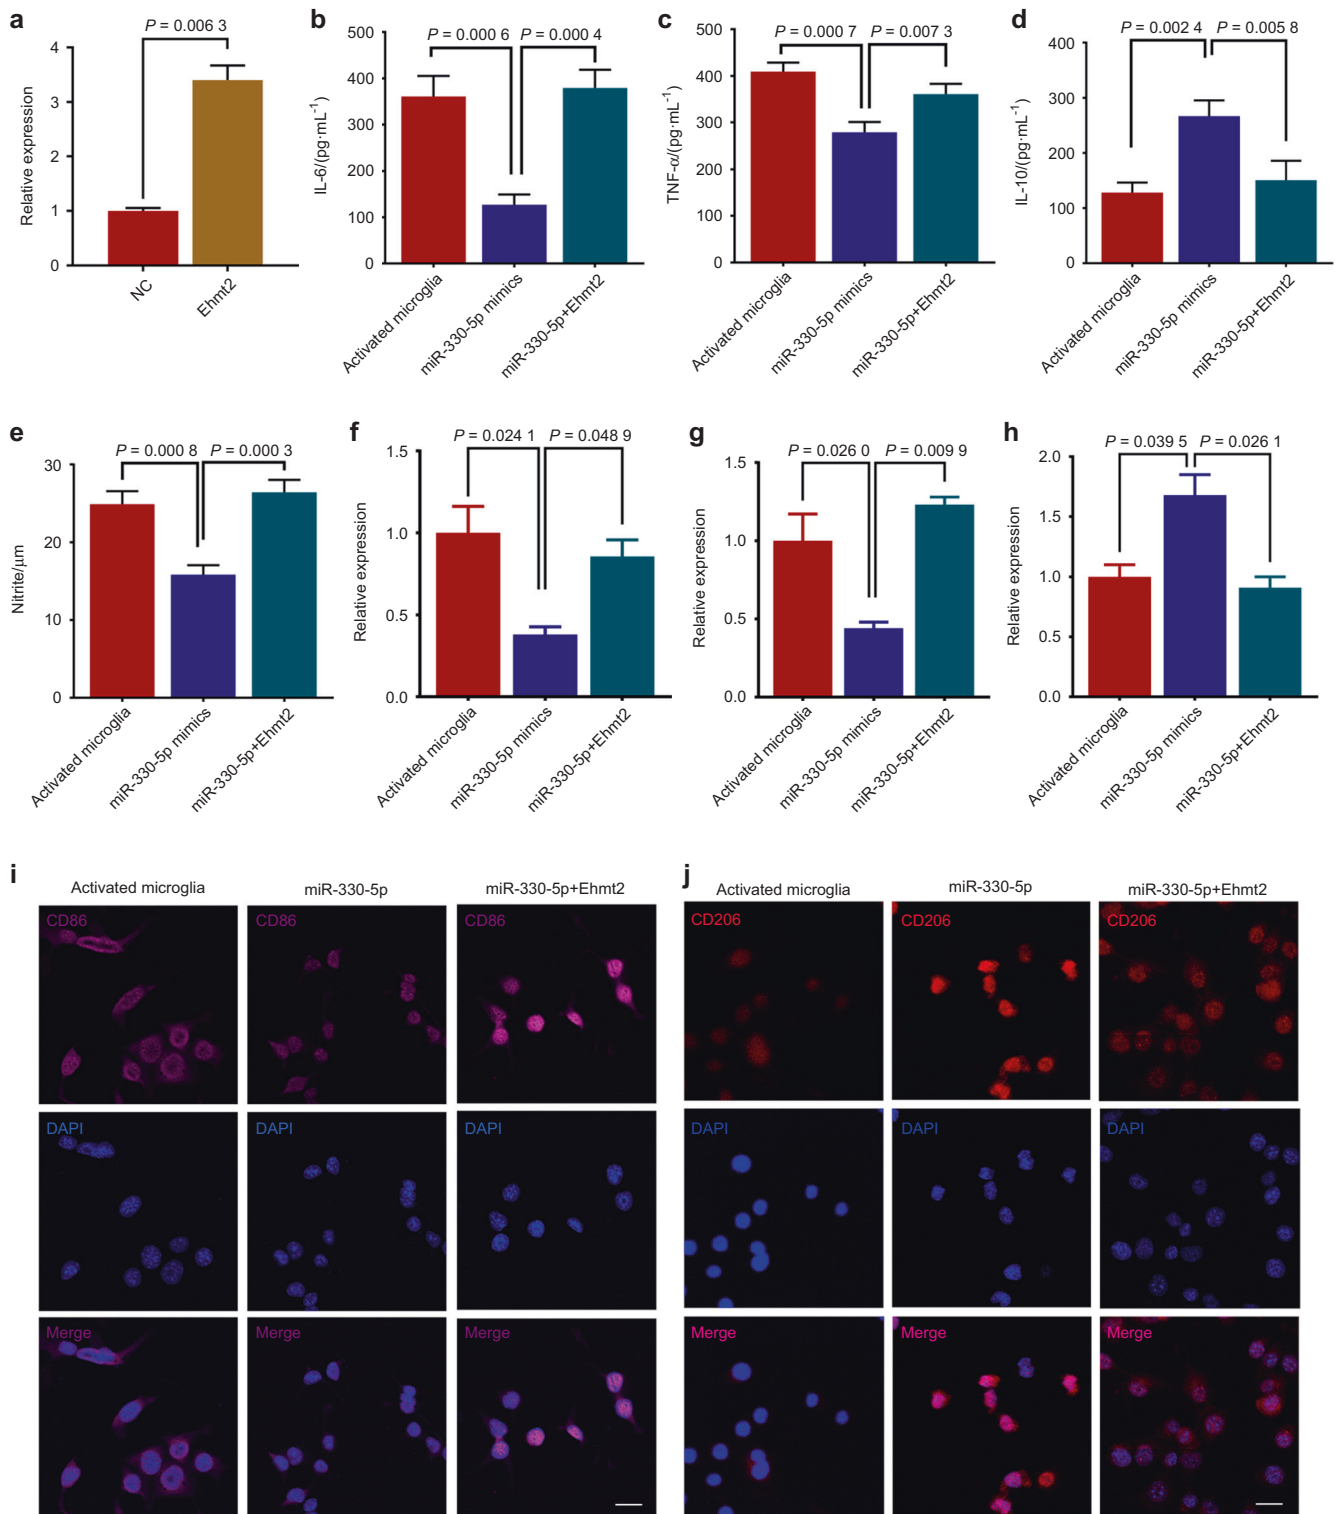 a
P = 0.006 3
Relative expression
4
3
2
1
0
NC
Ehmt2
b
P = 0.000 6
P = 0.000 4
IL-6/(pg·mL⁻¹)
500
400
300
200
100
0
Activated microglia
miR-330-5p mimics
miR-330-5p+Ehmt2
c
P = 0.000 7
P = 0.007 3
TNF-α/(pg·mL⁻¹)
500
400
300
200
100
0
Activated microglia
miR-330-5p mimics
miR-330-5p+Ehmt2
d
P = 0.002 4
P = 0.005 8
IL-10/(pg·mL⁻¹)
400
300
200
100
0
Activated microglia
miR-330-5p mimics
miR-330-5p+Ehmt2
e
P = 0.000 8
P = 0.000 3
Nitrite/μm
30
20
10
0
Activated microglia
miR-330-5p mimics
miR-330-5p+Ehmt2
f
P = 0.024 1
P = 0.048 9
Relative expression
1.5
1.0
0.5
0.0
Activated microglia
miR-330-5p mimics
miR-330-5p+Ehmt2
g
P = 0.026 0
P = 0.009 9
Relative expression
1.5
1.0
0.5
0.0
Activated microglia
miR-330-5p mimics
miR-330-5p+Ehmt2
h
P = 0.039 5
P = 0.026 1
Relative expression
2.0
1.5
1.0
0.5
0.0
Activated microglia
miR-330-5p mimics
miR-330-5p+Ehmt2
i
Activated microglia
miR-330-5p
miR-330-5p+Ehmt2
CD86
CD86
CD86
DAPI
DAPI
DAPI
Merge
Merge
Merge
j
Activated microglia
miR-330-5p
miR-330-5p+Ehmt2
CD206
CD206
CD206
DAPI
DAPI
DAPI
Merge
Merge
Merge